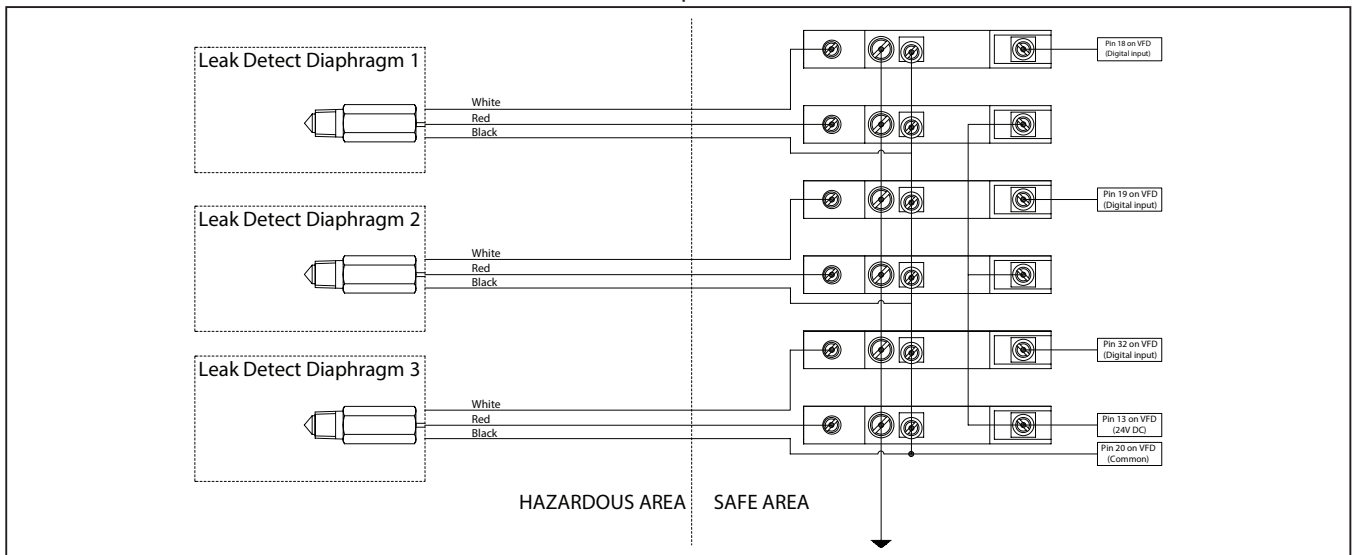 Leak Detect Diaphragm 1
White
Red
Black
Pin 18 on VFD
(Digital input)
Leak Detect Diaphragm 2
White
Red
Black
Pin 19 on VFD
(Digital input)
Leak Detect Diaphragm 3
White
Red
Black
Pin 32 on VFD
(Digital input)
Pin 13 on VFD
(24V DC)
Pin 20 on VFD
(Common)
HAZARDOUS AREA
SAFE AREA